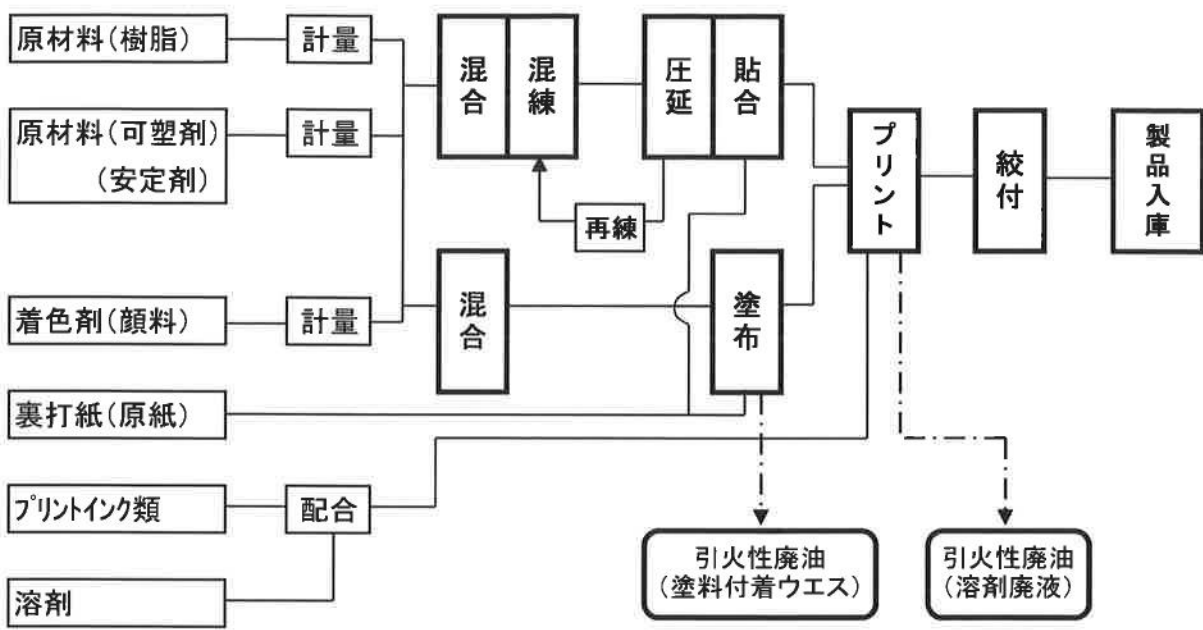 原材料(樹脂)
計量
原材料(可塑剤)
(安定剤)
計量
着色剤(顔料)
計量
裏打紙(原紙)
プリントインク類
配合
溶剤
混合
混練
圧延
貼合
再練
混合
塗布
プリント
絞付
製品入庫
引火性廃油
(塗料付着ウエス)
引火性廃油
(溶剤廃液)